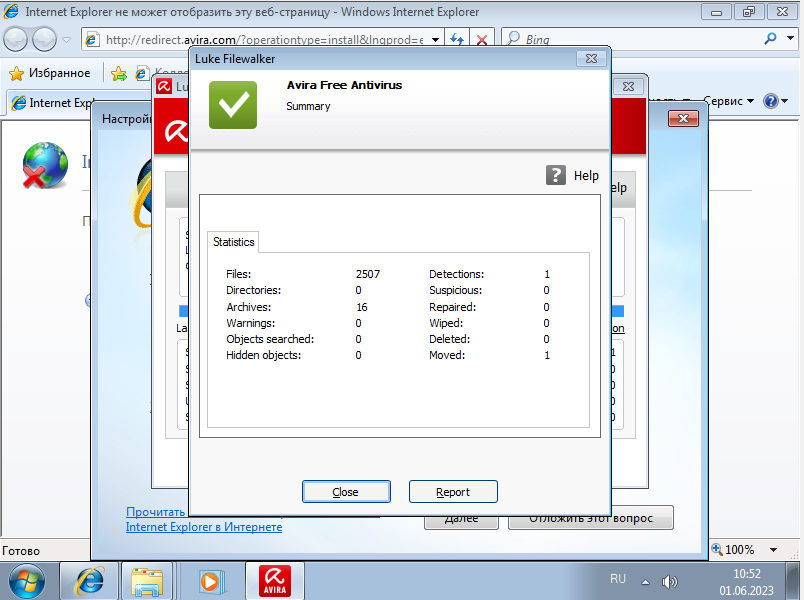 Internet Explorer не может отобразить эту веб-страницу - Windows Internet Explorer
http://redirect.avira.com/?operationtype=install&lngprod=e
Bing
Избранное
Internet Exp
Сервис
Настрой
Luke Filewalker
Avira Free Antivirus
Summary
Help
Statistics
Files: 2507 Detections: 1
Directories: 0 Suspicious: 0
Archives: 16 Repaired: 0
Warnings: 0 Wiped: 0
Objects searched: 0 Deleted: 0
Hidden objects: 0 Moved: 1
Close Report
Прочитать
Internet Explorer в Интернете
Далее Отложить этот вопрос
Готово 100%
AVIRA
RU
10:52
01.06.2023